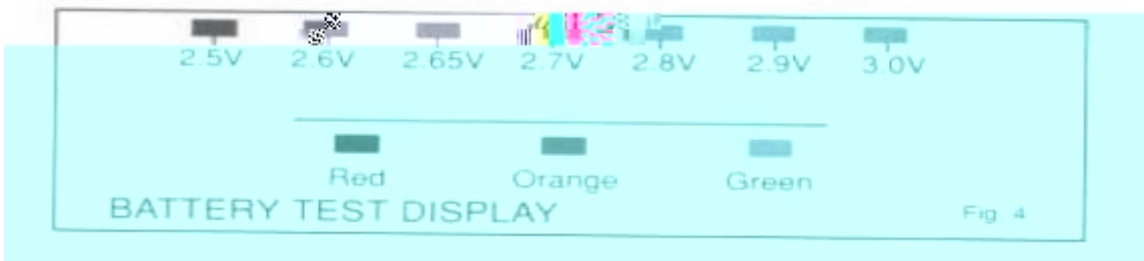 2.5V 2.6V 2.65V 2.7V 2.8V 2.9V 3.0V
Red Orange Green
BATTERY TEST DISPLAY Fig 4